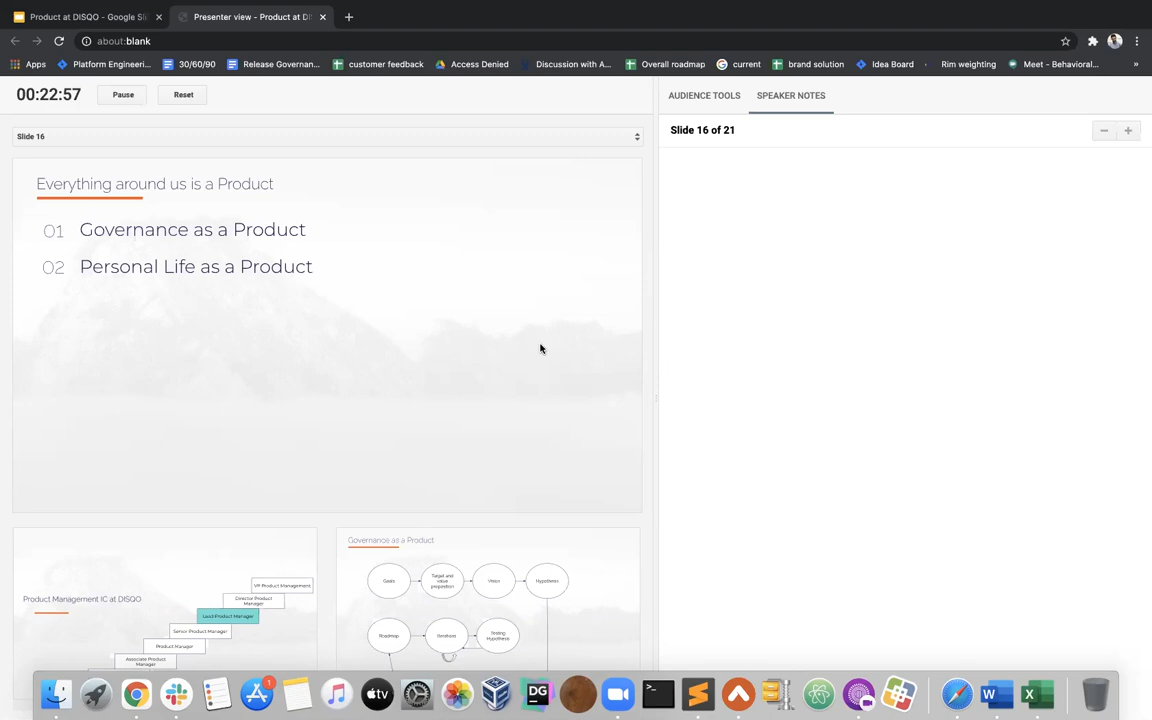 Product at DISQO - Google Sli
Presenter view - Product at DI
about:blank
Apps
Platform Engineeri...
30/60/90
Release Governan...
customer feedback
Access Denied
Discussion with A...
Overall roadmap
current
brand solution
Idea Board
Rim weighting
Meet - Behavioral...
»
00:22:57
Pause
Reset
AUDIENCE TOOLS
SPEAKER NOTES
Slide 16
Slide 16 of 21
Everything around us is a Product
01 Governance as a Product
02 Personal Life as a Product
Product Management IC at DISQO
VP Product Management
Director Product
Manager
Lead Product Manager
Senior Product Manager
Product Manager
Associate Product
Manager
Governance as a Product
Goals
Target and
value
proposition
Vision
Hypotheses
Roadmap
Iterations
Testing
Hypothesis
1
DG
W
X